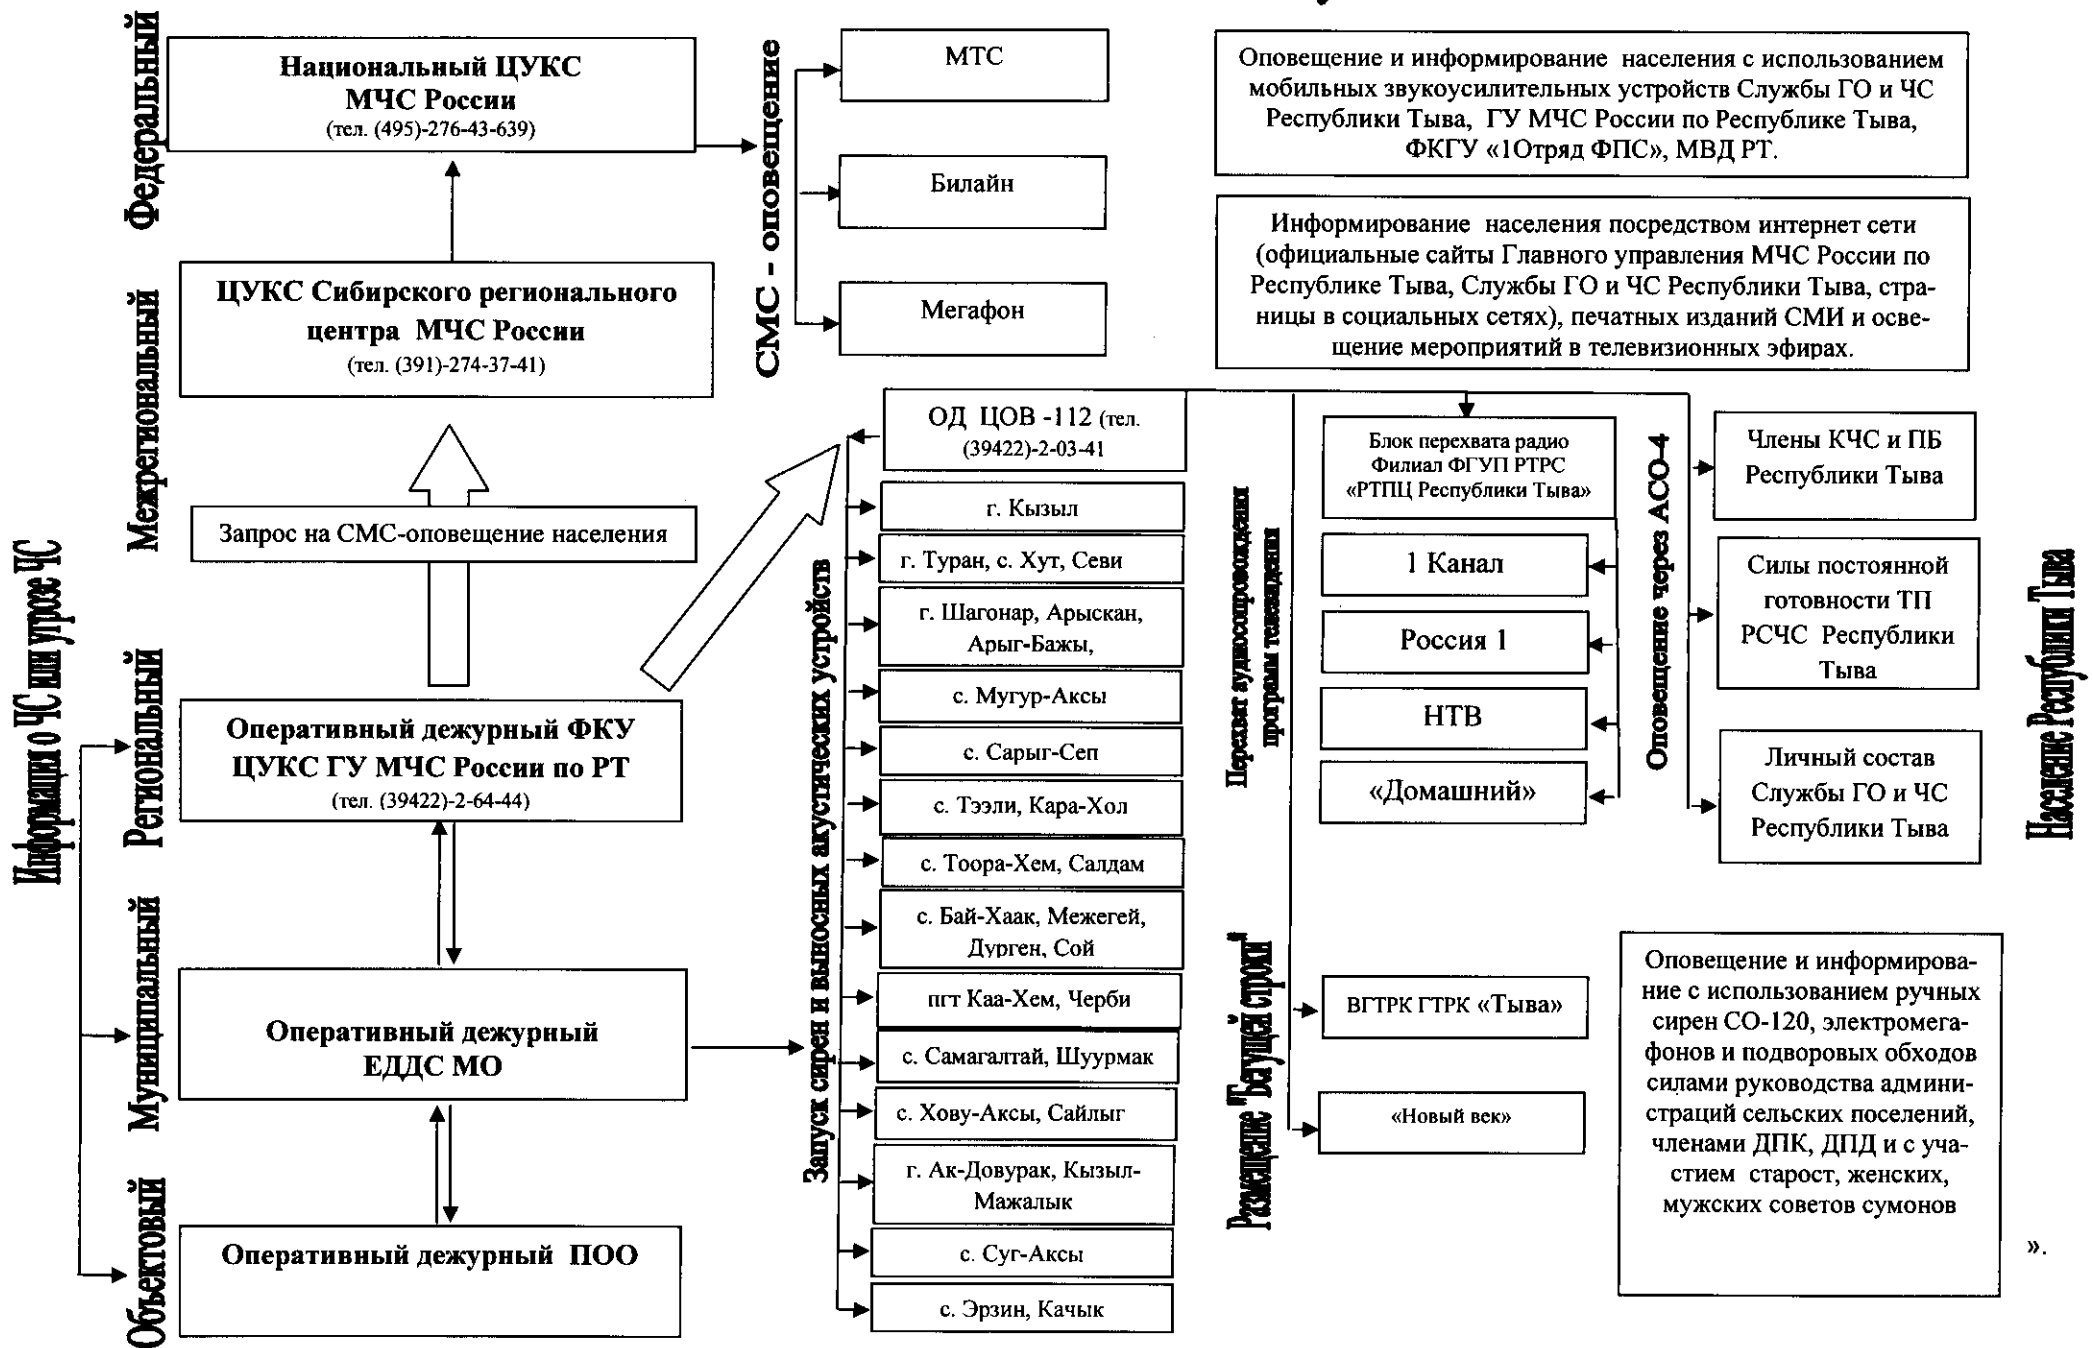 Информация о ЧС или угрозе ЧС
Федеральный
Межрегиональный
Региональный
Муниципальный
Объектовый
Национальный ЦУКС
МЧС России
(тел. (495)-276-43-639)
ЦУКС Сибирского регионального
центра МЧС России
(тел. (391)-274-37-41)
Запрос на СМС-оповещение населения
Оперативный дежурный ФКУ
ЦУКС ГУ МЧС России по РТ
(тел. (39422)-2-64-44)
Оперативный дежурный
ЕДДС МО
Оперативный дежурный ПОО
СМС - оповещение
МТС
Билайн
Мегафон
Запуск сирен и выносных акустических устройств
ОД ЦОВ -112 (тел.
(39422)-2-03-41
г. Кызыл
г. Туран, с. Хут, Севи
г. Шагонар, Арыскан,
Арыг-Бажы,
с. Мугур-Аксы
с. Сарыг-Сеп
с. Тээли, Кара-Хол
с. Тоора-Хем, Салдам
с. Бай-Хаак, Межегей,
Дурген, Сой
пгт Каа-Хем, Черби
с. Самагалтай, Шуурмак
с. Хову-Аксы, Сайлыг
г. Ак-Довурак, Кызыл-
Мажалык
с. Суг-Аксы
с. Эрзин, Качык
Оповещение и информирование населения с использованием
мобильных звукоусилительных устройств Службы ГО и ЧС
Республики Тыва, ГУ МЧС России по Республике Тыва,
ФКГУ «1Отряд ФПС», МВД РТ.
Информирование населения посредством интернет сети
(официальные сайты Главного управления МЧС России по
Республике Тыва, Службы ГО и ЧС Республики Тыва, стра-
ницы в социальных сетях), печатных изданий СМИ и осве-
щение мероприятий в телевизионных эфирах.
Перехват аудиосопровождения
программ телевидения
Блок перехвата радио
Филиал ФГУП РТРС
«РТПЦ Республики Тыва»
1 Канал
Россия 1
НТВ
«Домашний»
Размещение "Бегущей строки"
ВГТРК ГТРК «Тыва»
«Новый век»
Оповещение через АСО-4
Члены КЧС и ПБ
Республики Тыва
Силы постоянной
готовности ТП
РСЧС Республики
Тыва
Личный состав
Службы ГО и ЧС
Республики Тыва
Оповещение и информирова-
ние с использованием ручных
сирен СО-120, электромега-
фонов и подворовых обходов
силами руководства админи-
страций сельских поселений,
членами ДПК, ДПД и с уча-
стием старост, женских,
мужских советов сумонов
Население Республики Тыва
».